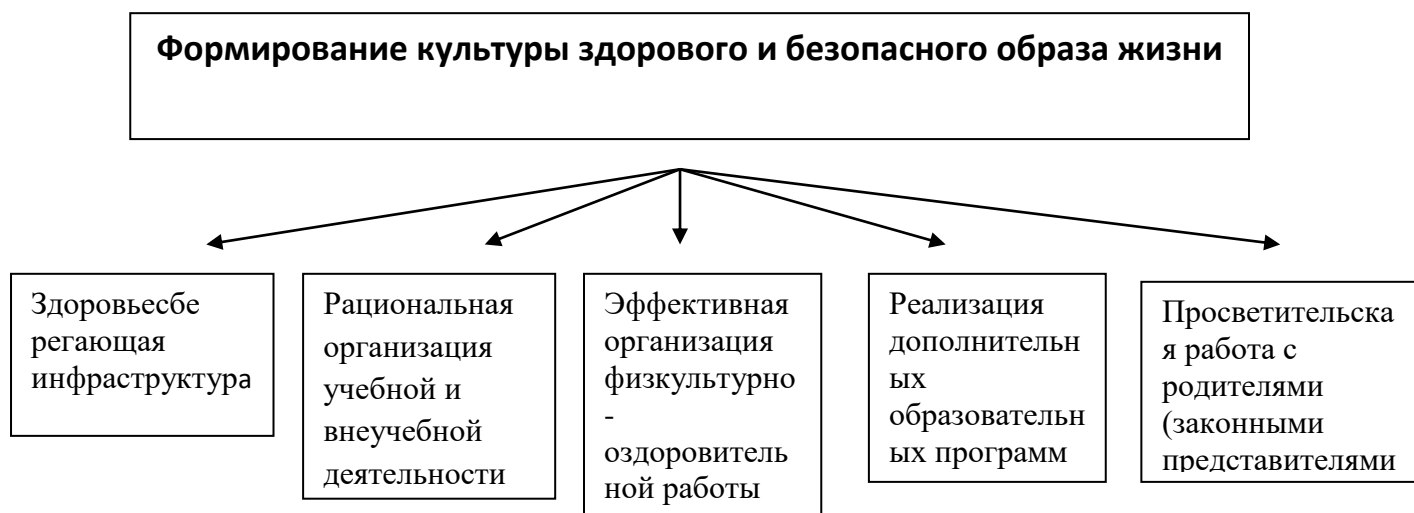 Формирование культуры здорового и безопасного образа жизни
Здоровьесбе
регающая
инфраструктура
Рациональная
организация
учебной и
внеучебной
деятельности
Эффективная
организация
физкультурно
-
оздоровитель
ной работы
Реализация
дополнительн
ых
образовательн
ых программ
Просветительска
я работа с
родителями
(законными
представителями